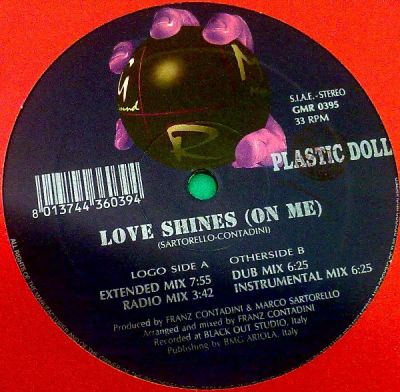 S.I.A.E.-STEREO
GMR 0395
33 RPM
PLASTIC DOLL
8 013744 360394
LOVE SHINES (ON ME)
(SARTORELLO-CONTADINI)
LOGO SIDE A
EXTENDED MIX 7:55
RADIO MIX 3:42
OTHERSIDE B
DUB MIX 6:25
INSTRUMENTAL MIX 6:25
Produced by FRANZ CONTADINI & MARCO SARTORELLO
Arranged and mixed by FRANZ CONTADINI
Recorded at BLACK OUT STUDIO, Italy
Publishing by BMG ARIOLA, Italy